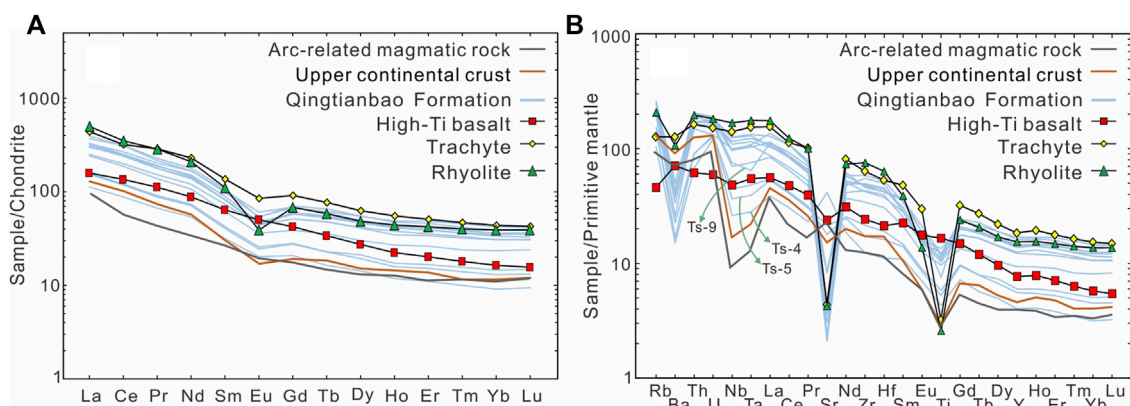 A
Sample/Chondrite
1000
100
10
1
Arc-related magmatic rock
Upper continental crust
Qingtianbao Formation
High-Ti basalt
Trachyte
Rhyolite
La Ce Pr Nd Sm Eu Gd Tb Dy Ho Er Tm Yb Lu
B
Sample/Primitive mantle
1000
100
10
1
Arc-related magmatic rock
Upper continental crust
Qingtianbao Formation
High-Ti basalt
Trachyte
Rhyolite
Ts-9
Ts-4
Ts-5
Rb Th Nb La Pr Nd Hf Eu Gd Dy Ho Tm Lu
Ba U Ta Ce Sr Zr Sm Ti Tb Y Er Yb